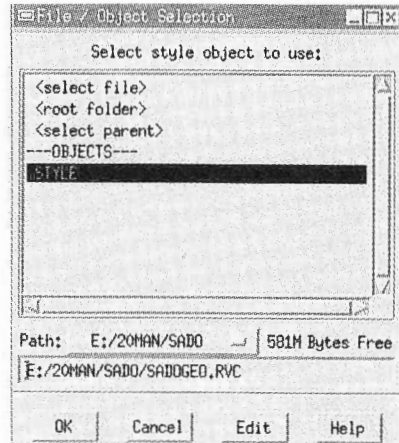 File / Object Selection
Select style object to use:
<select file>
<root folder>
<select parent>
---OBJECTS---
STYLE
Path: E:/20MAN/SADO 581M Bytes Free
E:/20MAN/SADO/SADOGEO.RVC
OK Cancel Edit Help